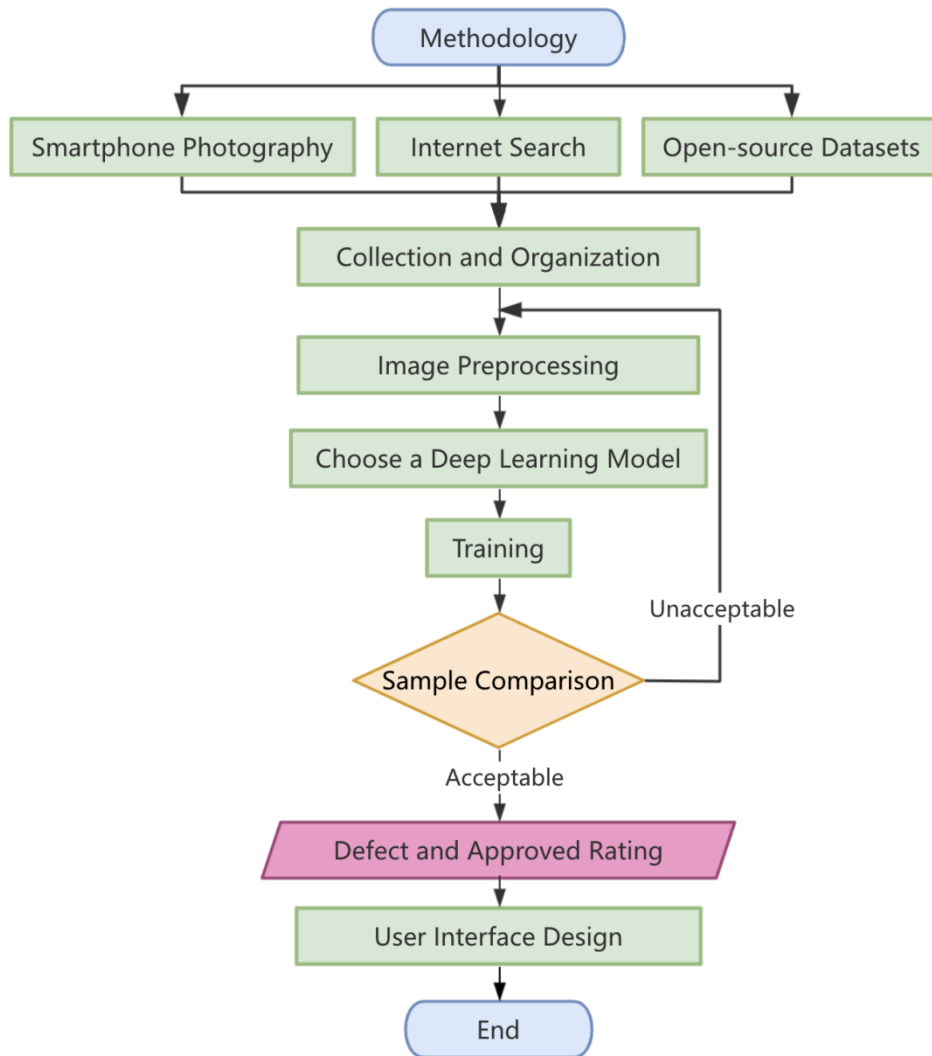 Methodology
Smartphone Photography
Internet Search
Open-source Datasets
Collection and Organization
Image Preprocessing
Choose a Deep Learning Model
Training
Unacceptable
Sample Comparison
Acceptable
Defect and Approved Rating
User Interface Design
End